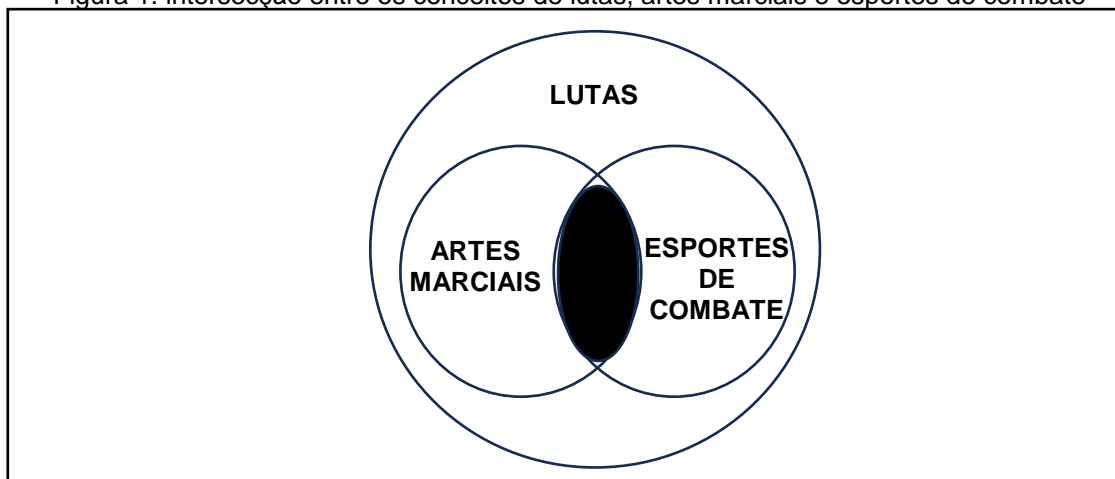 Figura 1: Intersecção entre os conceitos de lutas, artes marciais e esportes de combate
LUTAS
ARTES
MARCIAIS
ESPORTES
DE
COMBATE